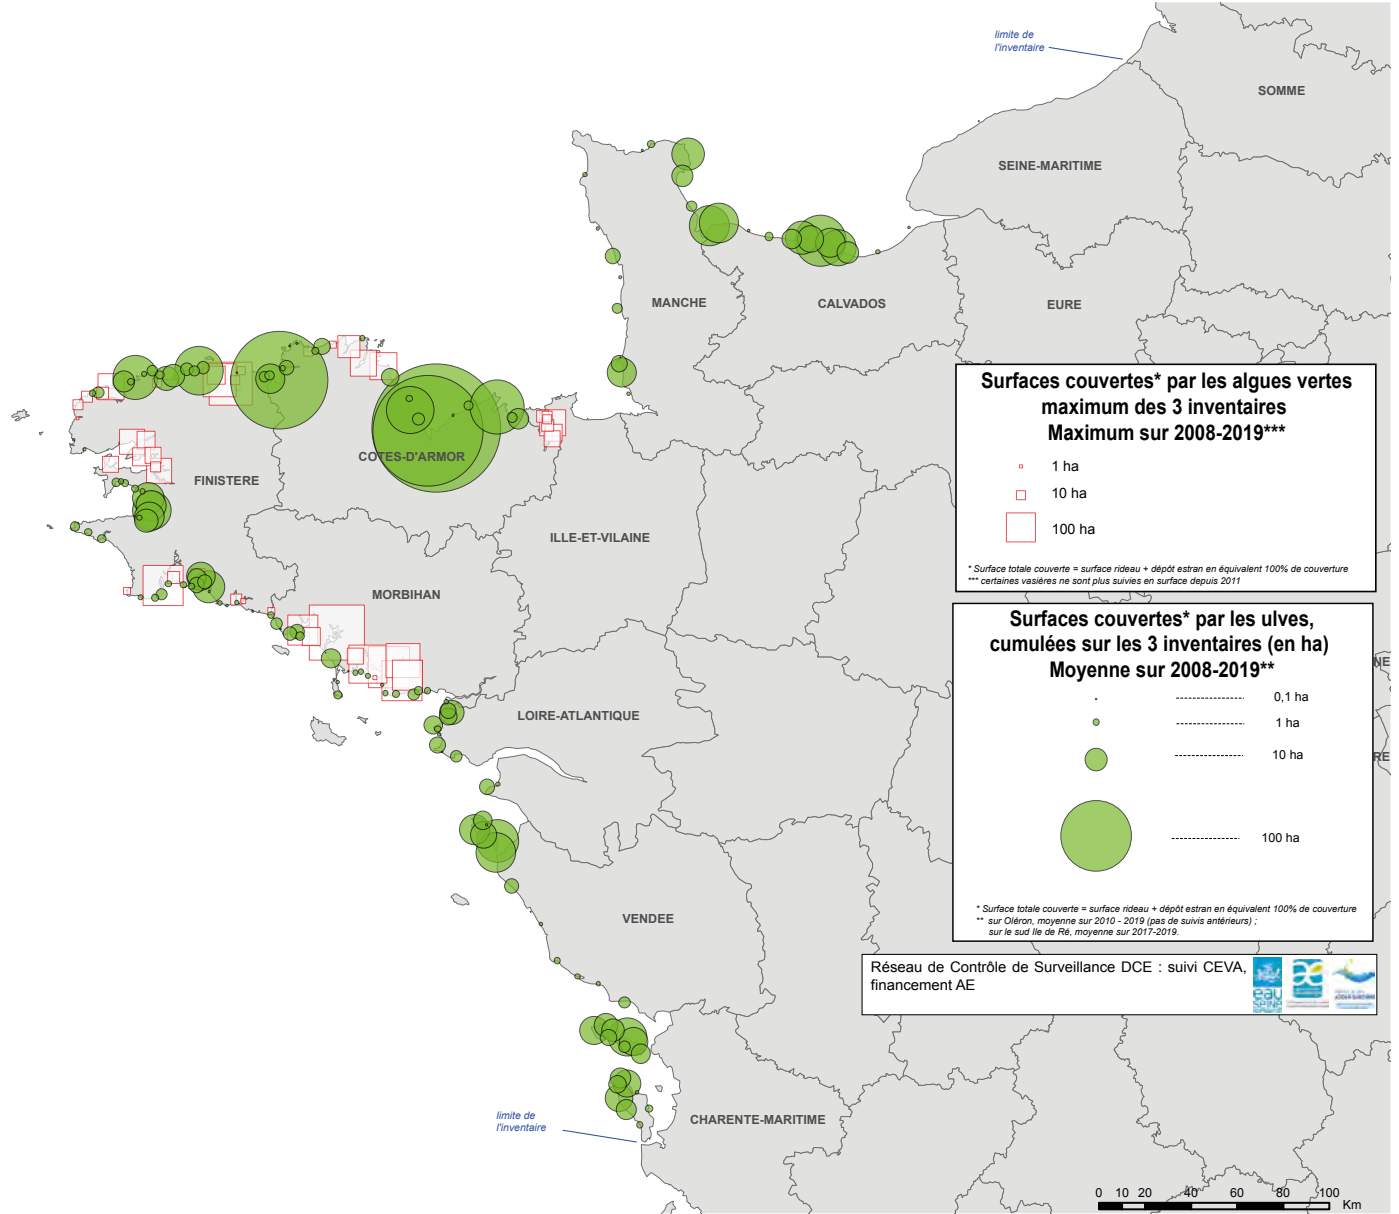 limite de
l'inventaire
SOMME
SEINE-MARITIME
MANCHE
CALVADOS
EURE
Surfaces couvertes* par les algues vertes
maximum des 3 inventaires
Maximum sur 2008-2019***
1 ha
10 ha
100 ha
* Surface totale couverte = surface rideau + dépôt estran en équivalent 100% de couverture
*** certaines vasières ne sont plus suivies en surface depuis 2011
COTES-D'ARMOR
FINISTERE
ILLE-ET-VILAINE
MORBIHAN
Surfaces couvertes* par les ulves,
cumulées sur les 3 inventaires (en ha)
Moyenne sur 2008-2019**
0,1 ha
1 ha
10 ha
100 ha
* Surface totale couverte = surface rideau + dépôt estran en équivalent 100% de couverture
** sur Oléron, moyenne sur 2010 - 2019 (pas de suivis antérieurs) ;
sur le sud Ile de Ré, moyenne sur 2017-2019.
NE
RE
LOIRE-ATLANTIQUE
VENDEE
Réseau de Contrôle de Surveillance DCE : suivi CEVA,
financement AE
eau
SEINE
ae
CHARENTE-MARITIME
limite de
l'inventaire
0 10 20 40 60 80 100
Km